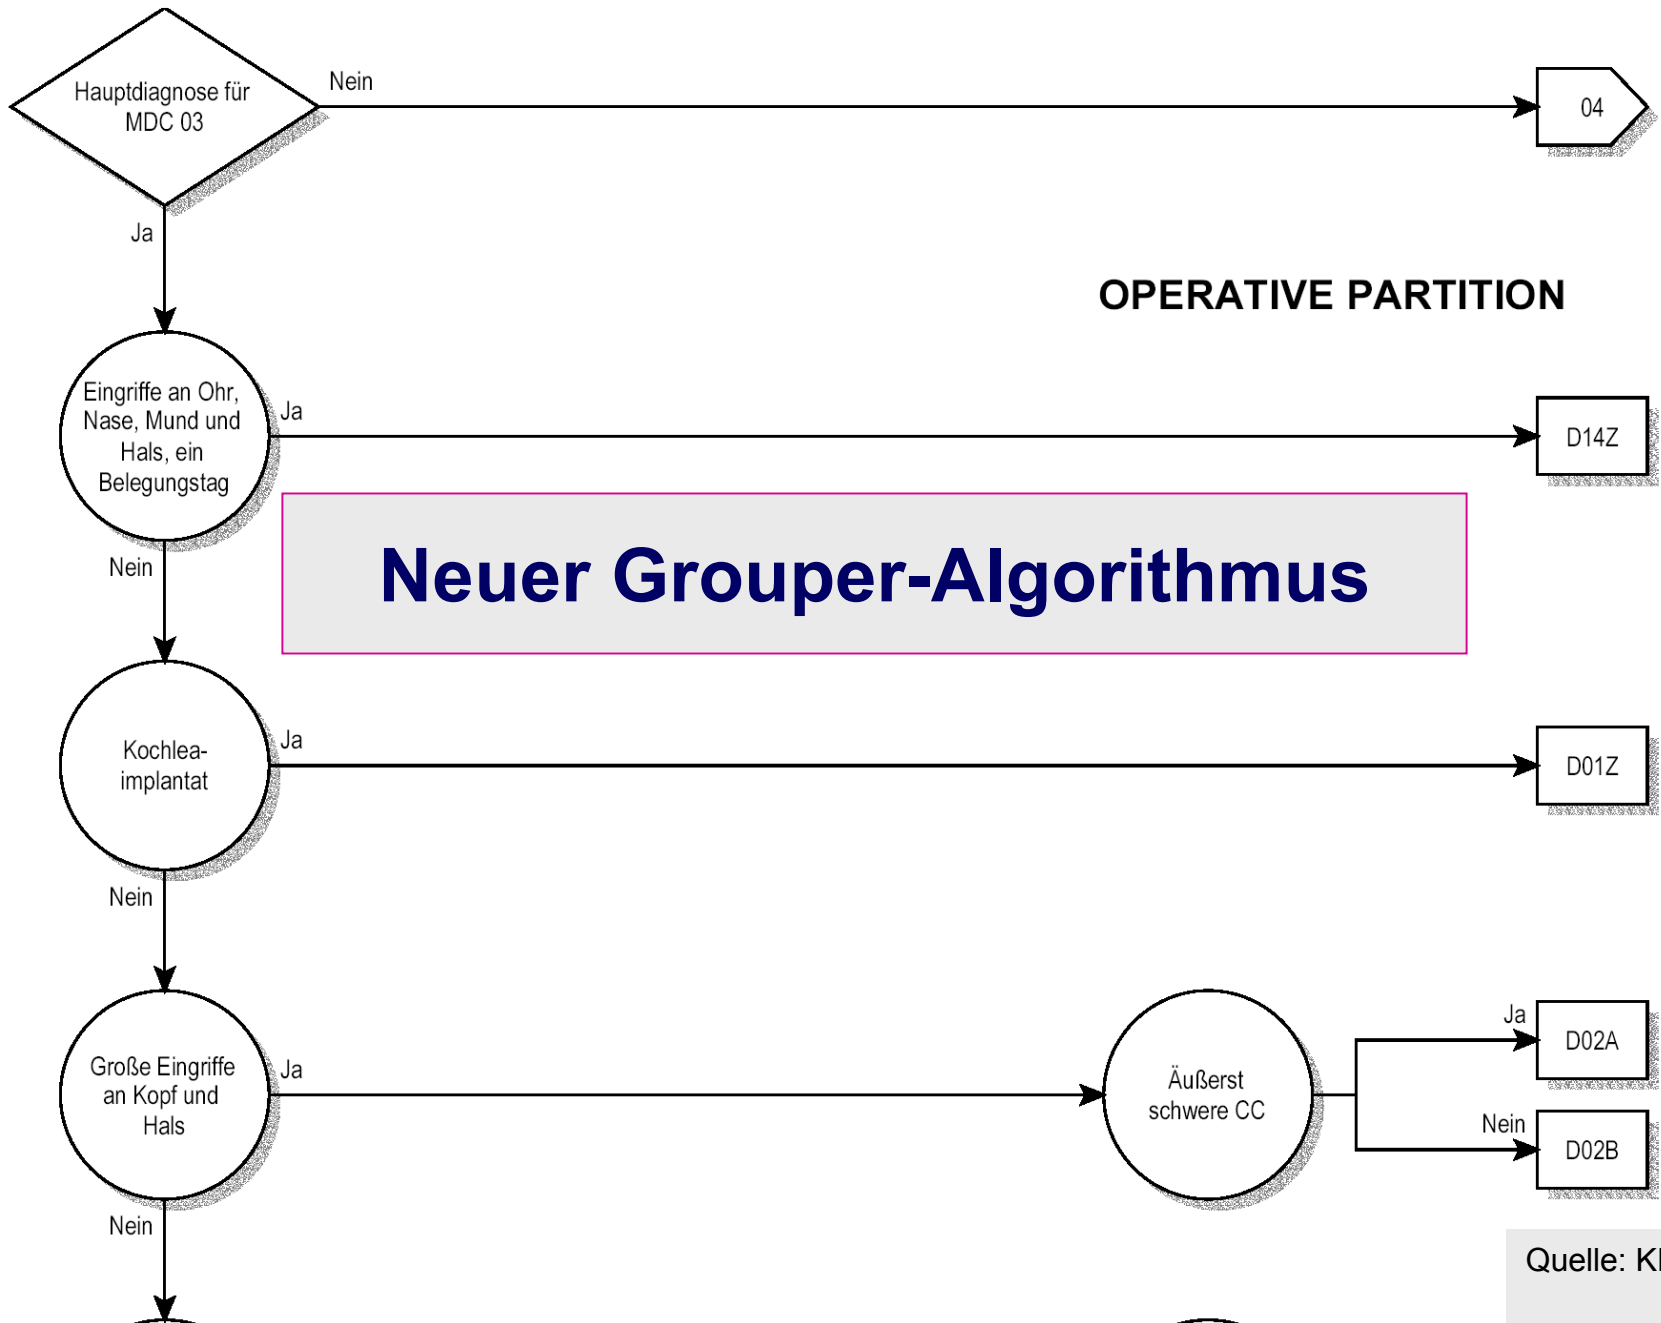 Hauptdiagnose für
MDC 03
Nein
04
Ja
OPERATIVE PARTITION
Eingriffe an Ohr,
Nase, Mund und
Hals, ein
Belegungstag
Ja
D14Z
Nein
Neuer Grouper-Algorithmus
Kochlea-
implantat
Ja
D01Z
Nein
Große Eingriffe
an Kopf und
Hals
Ja
Äußerst
schwere CC
Ja
D02A
Nein
D02B
Nein
Quelle: